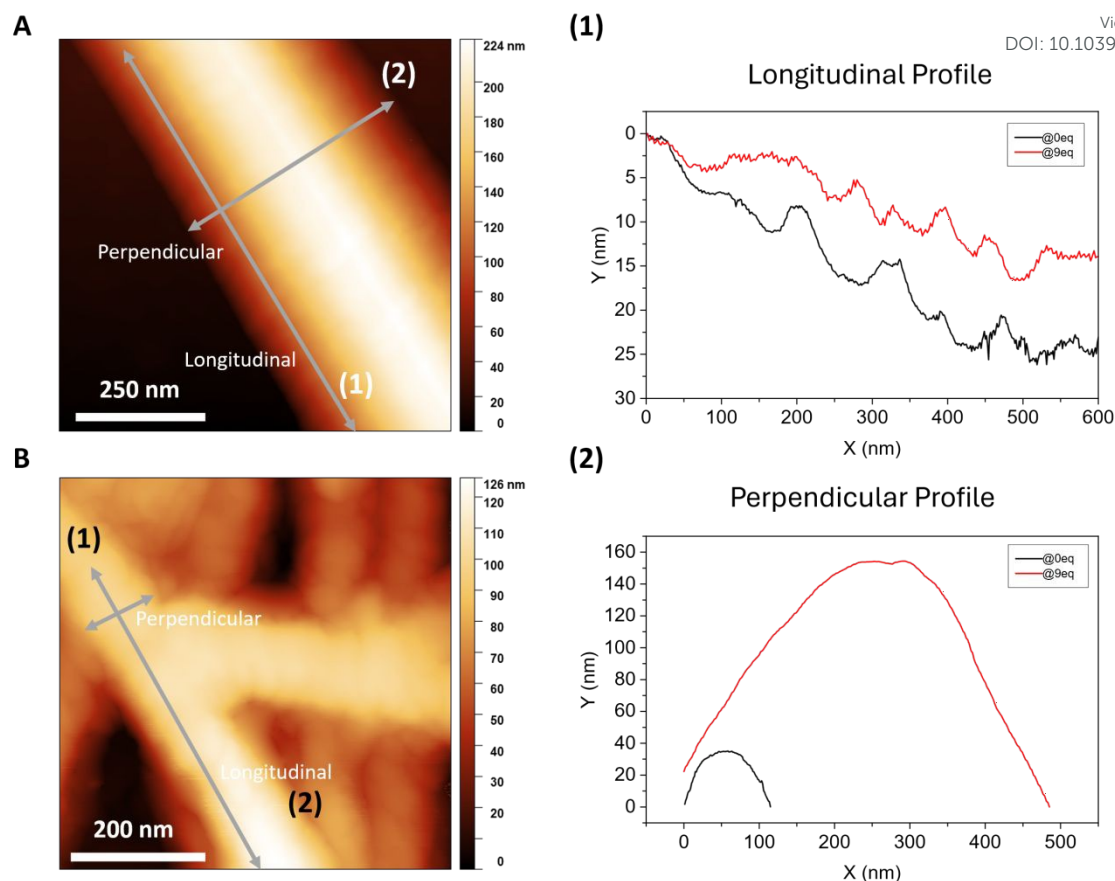 A
224 nm
200
180
160
140
120
100
80
60
40
20
0
(2)
Perpendicular
Longitudinal
(1)
250 nm
(1)
DOI: 10.1039
Longitudinal Profile
@0eq
@9eq
0
5
10
15
20
25
30
Y (nm)
0 100 200 300 400 500 600
X (nm)
B
126 nm
110
100
90
80
70
60
50
40
30
20
10
0
(1)
Perpendicular
Longitudinal
(2)
200 nm
(2)
Perpendicular Profile
@0eq
@9eq
160
140
120
100
80
60
40
20
0
Y (nm)
0 100 200 300 400 500
X (nm)